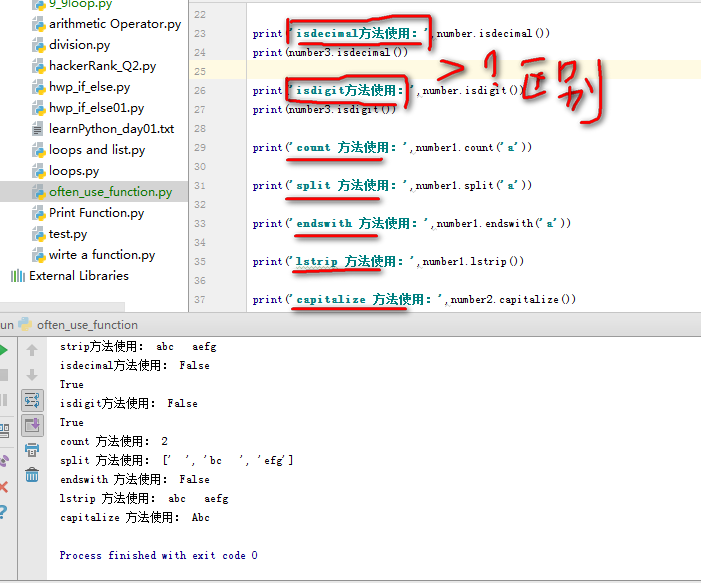 9_9loop.py
arithmetic Operator.py
division.py
hackerRank_Q2.py
hwp_if_else.py
hwp_if_else01.py
learnPython_day01.txt
loops and list.py
loops.py
often_use_function.py
Print Function.py
test.py
wirte a function.py
External Libraries
22
23 print('isdecimal方法使用：',number.isdecimal())
24 print(number3.isdecimal())
25
26 print('isdigit方法使用：',number.isdigit())
27 print(number3.isdigit())
28
29 print('count 方法使用：',number1.count('a'))
30
31 print('split 方法使用：',number1.split('a'))
32
33 print('endswith 方法使用：',number1.endswith('a'))
34
35 print('lstrip 方法使用：',number1.lstrip())
36
37 print('capitalize 方法使用：',number2.capitalize())
> ? 区别
un often_use_function
strip方法使用： abc   aefg
isdecimal方法使用： False
True
isdigit方法使用： False
True
count 方法使用： 2
split 方法使用： ['  ', 'bc   ', 'efg']
endswith 方法使用： False
lstrip 方法使用： abc   aefg
capitalize 方法使用： Abc
Process finished with exit code 0